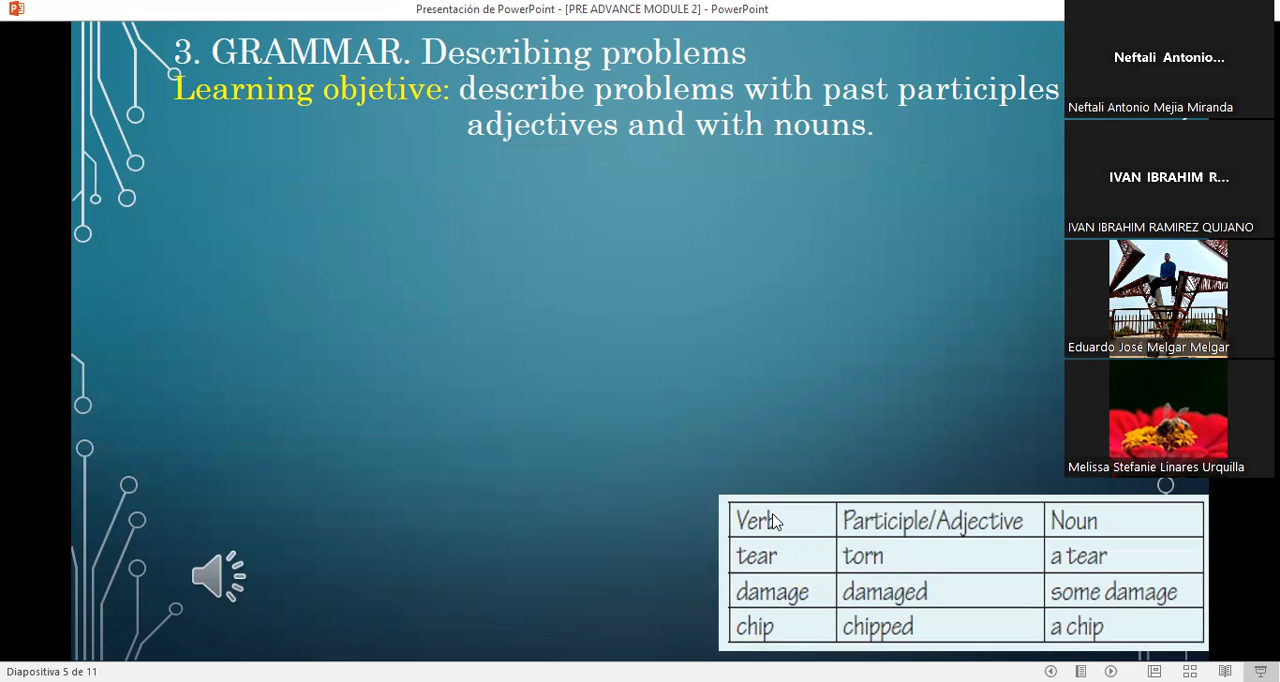 Presentación de PowerPoint - [PRE ADVANCE MODULE 2] - PowerPoint
3. GRAMMAR. Describing problems
Learning objetive: describe problems with past participles
adjectives and with nouns.
Neftali Antonio...
Neftali Antonio Mejia Miranda
IVAN IBRAHIM R...
IVAN IBRAHIM RAMIREZ QUIJANO
Eduardo José Melgar Melgar
Melissa Stefanie Linares Urquilla
Verb Participle/Adjective Noun
tear torn a tear
damage damaged some damage
chip chipped a chip
Diapositiva 5 de 11